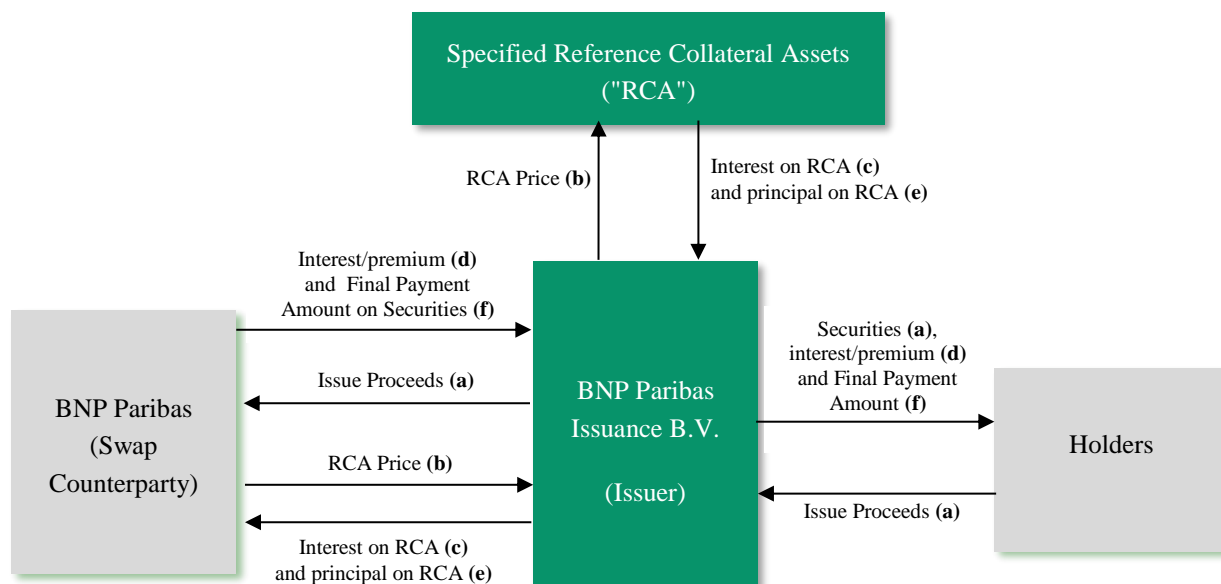 Specified Reference Collateral Assets
("RCA")
RCA Price (b)
Interest on RCA (c)
and principal on RCA (e)
Interest/premium (d)
and Final Payment
Amount on Securities (f)
Issue Proceeds (a)
RCA Price (b)
Interest on RCA (c)
and principal on RCA (e)
BNP Paribas
(Swap
Counterparty)
BNP Paribas
Issuance B.V.
(Issuer)
Securities (a),
interest/premium (d)
and Final Payment
Amount (f)
Issue Proceeds (a)
Holders